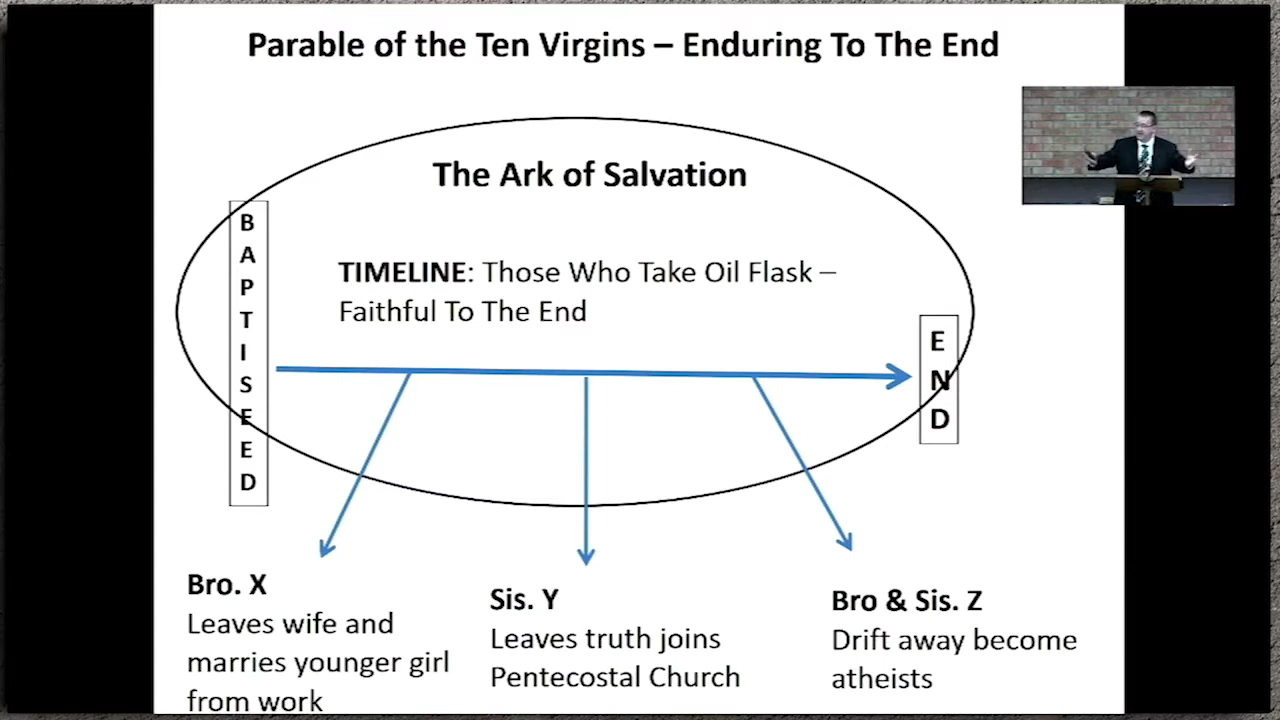 Parable of the Ten Virgins – Enduring To The End
The Ark of Salvation
BAPTISEED
TIMELINE: Those Who Take Oil Flask –
Faithful To The End
END
Bro. X
Leaves wife and
marries younger girl
from work
Sis. Y
Leaves truth joins
Pentecostal Church
Bro & Sis. Z
Drift away become
atheists